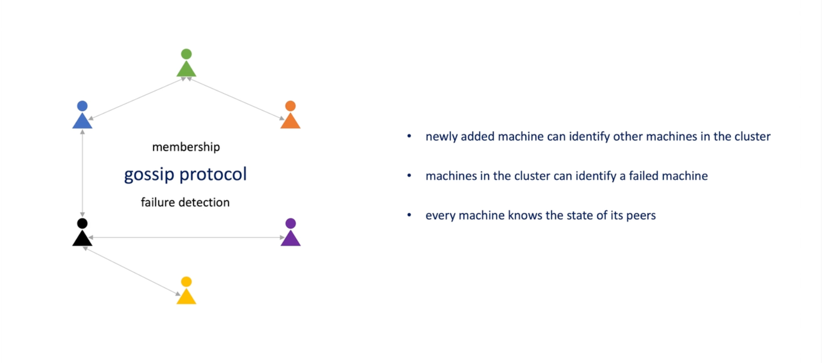 membership
gossip protocol
failure detection
• newly added machine can identify other machines in the cluster
• machines in the cluster can identify a failed machine
• every machine knows the state of its peers